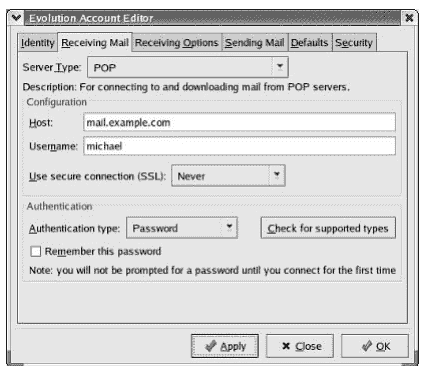 Evolution Account Editor
Identity Receiving Mail Receiving Options Sending Mail Defaults Security
Server Type: POP
Description: For connecting to and downloading mail from POP servers.
Configuration
Host: mail.example.com
Username: michael
Use secure connection (SSL): Never
Authentication
Authentication type: Password Check for supported types
Remember this password
Note: you will not be prompted for a password until you connect for the first time
Apply Close OK